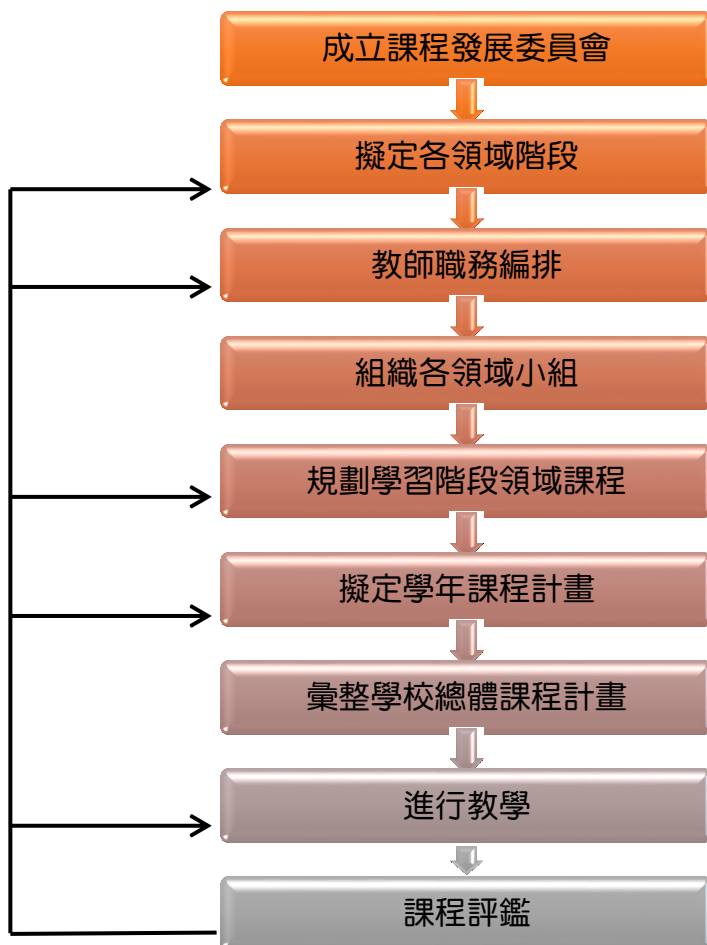 成立課程發展委員會
擬定各領域階段
教師職務編排
組織各領域小組
規劃學習階段領域課程
擬定學年課程計畫
彙整學校總體課程計畫
進行教學
課程評鑑